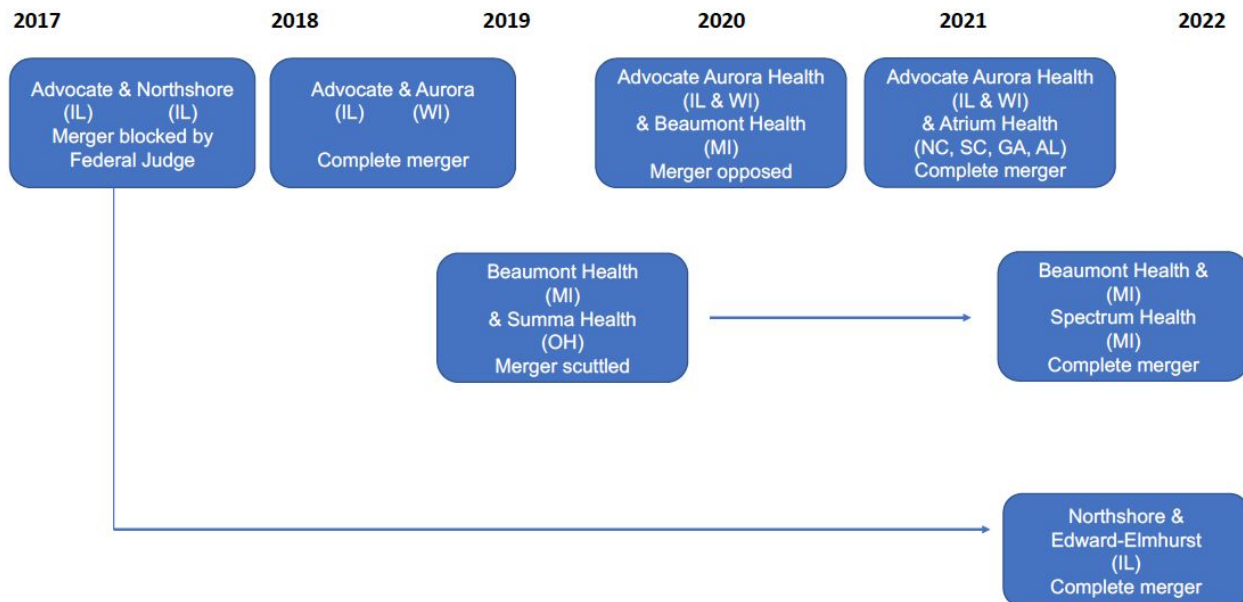 2017 2018 2019 2020 2021 2022
Advocate & Northshore
(IL) (IL)
Merger blocked by
Federal Judge
Advocate & Aurora
(IL) (WI)
Complete merger
Advocate Aurora Health
(IL & WI)
& Beaumont Health
(MI)
Merger opposed
Advocate Aurora Health
(IL & WI)
& Atrium Health
(NC, SC, GA, AL)
Complete merger
Beaumont Health
(MI)
& Summa Health
(OH)
Merger scuttled
Beaumont Health &
(MI)
Spectrum Health
(MI)
Complete merger
Northshore &
Edward-Elmhurst
(IL)
Complete merger